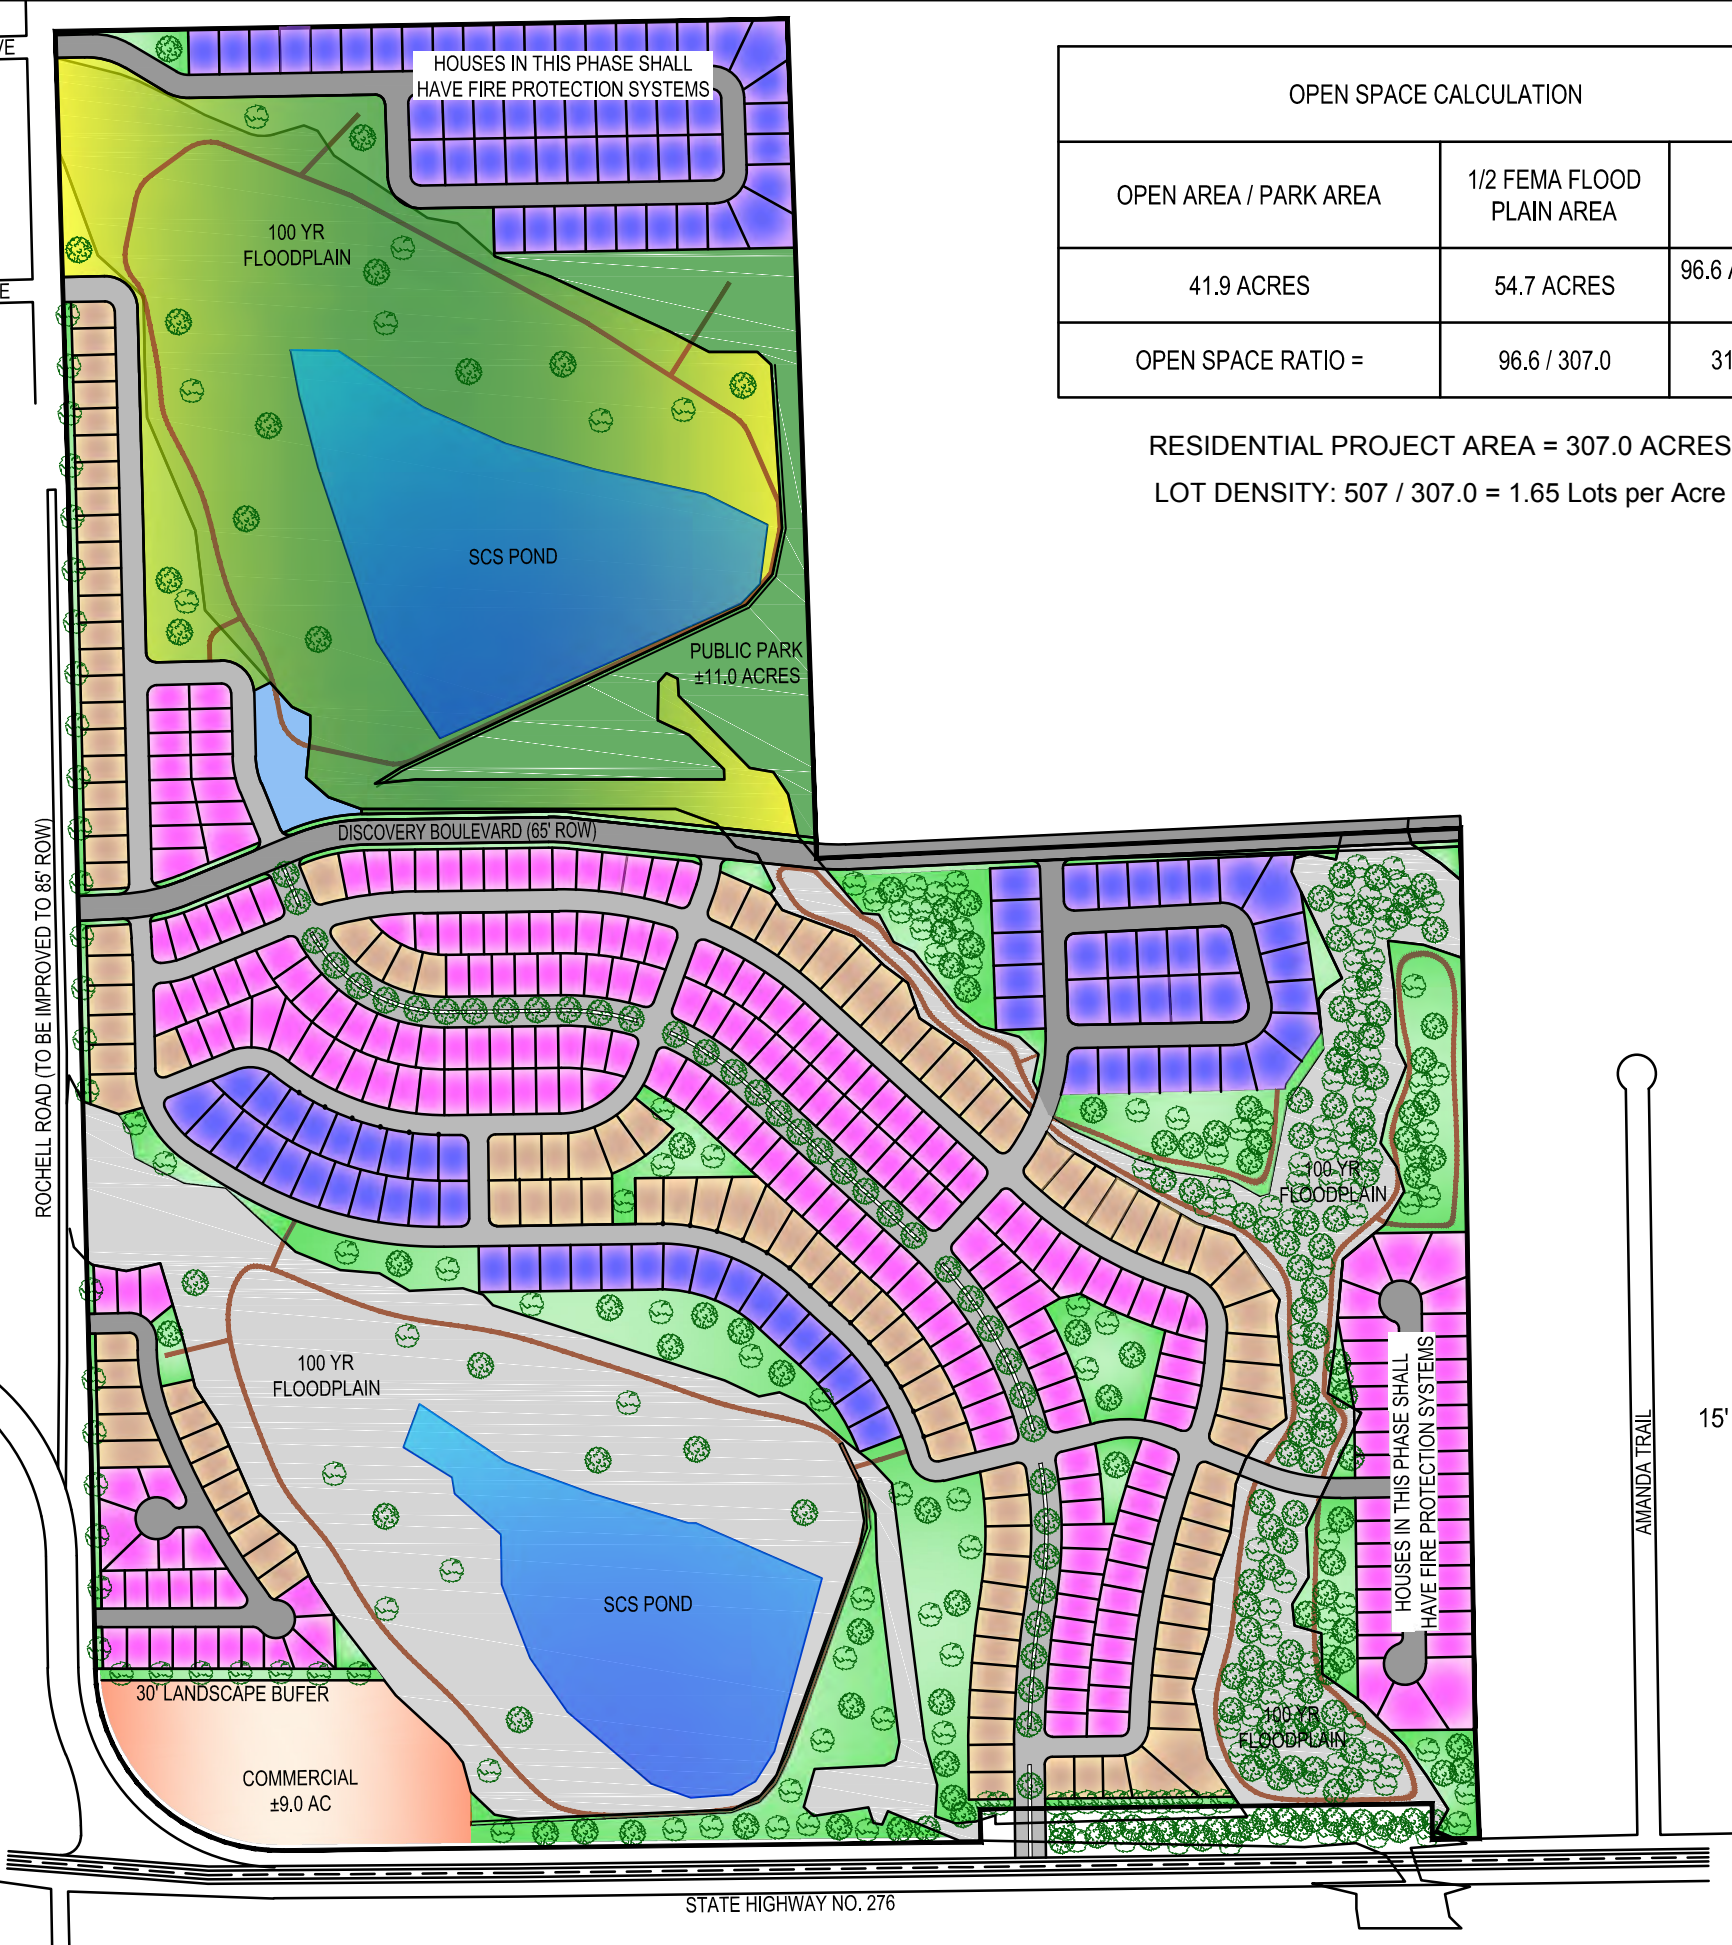 VE
HOUSES IN THIS PHASE SHALL
HAVE FIRE PROTECTION SYSTEMS
OPEN SPACE CALCULATION
OPEN AREA / PARK AREA
1/2 FEMA FLOOD
PLAIN AREA
41.9 ACRES
54.7 ACRES
96.6 A
OPEN SPACE RATIO =
96.6 / 307.0
31
RESIDENTIAL PROJECT AREA = 307.0 ACRES
LOT DENSITY: 507 / 307.0 = 1.65 Lots per Acre
100 YR
FLOODPLAIN
E
SCS POND
PUBLIC PARK
±11.0 ACRES
DISCOVERY BOULEVARD (65' ROW)
ROCHELL ROAD (TO BE IMPROVED TO 85' ROW)
100 YR
FLOODPLAIN
100 YR
FLOODPLAIN
HOUSES IN THIS PHASE SHALL
HAVE FIRE PROTECTION SYSTEMS
AMANDA TRAIL
15'
SCS POND
30' LANDSCAPE BUFER
100 YR
FLOODPLAIN
COMMERCIAL
±9.0 AC
STATE HIGHWAY NO. 276